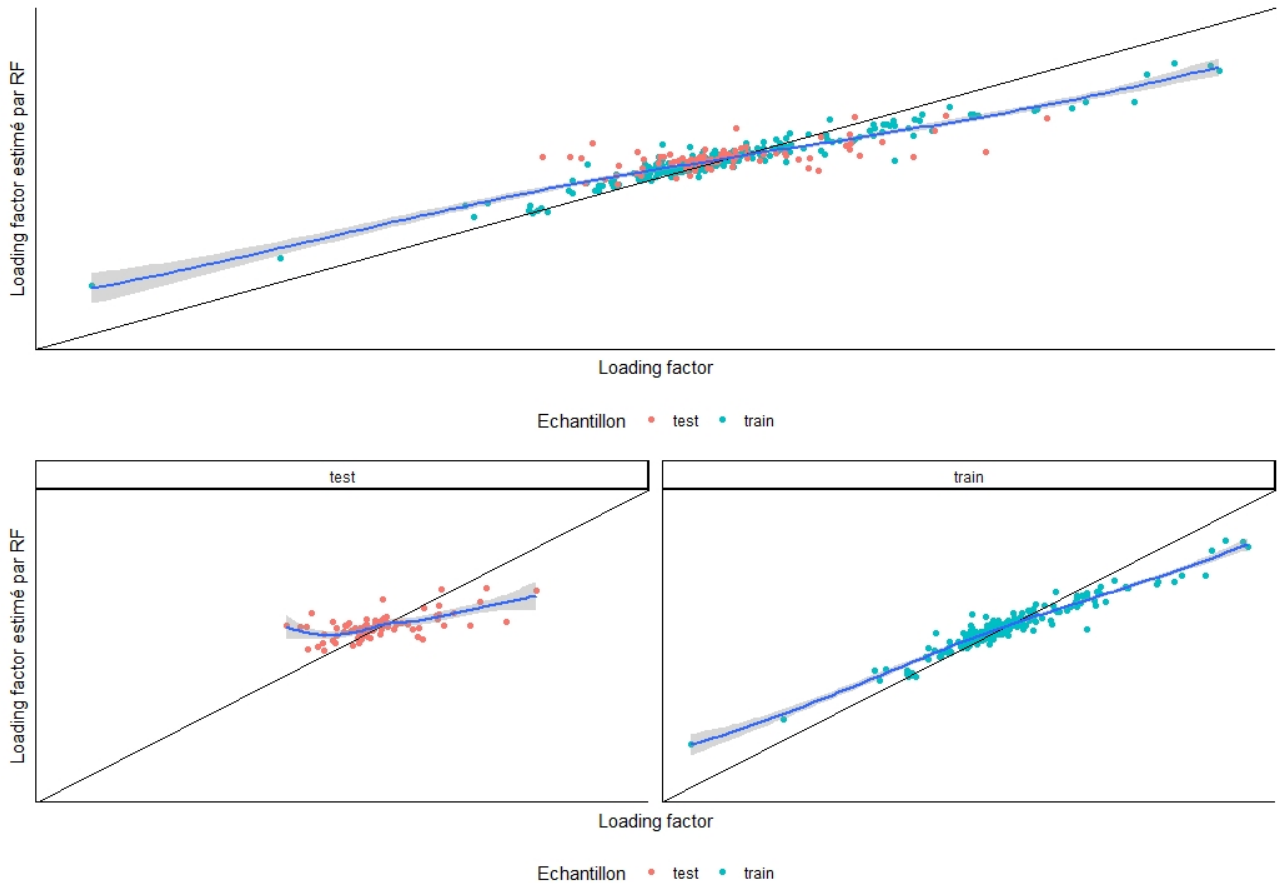 Loading factor estimé par RF
Loading factor
Echantillon test train
test
train
Loading factor estimé par RF
Loading factor
Echantillon test train